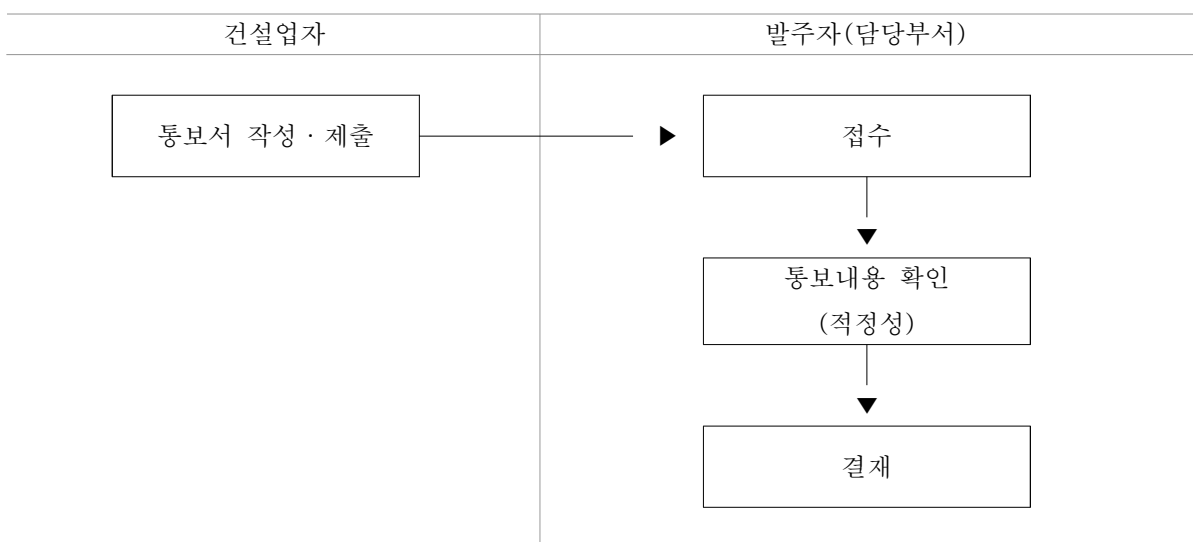 건설업자
발주자(담당부서)
통보서 작성·제출
접수
통보내용 확인
(적정성)
결재